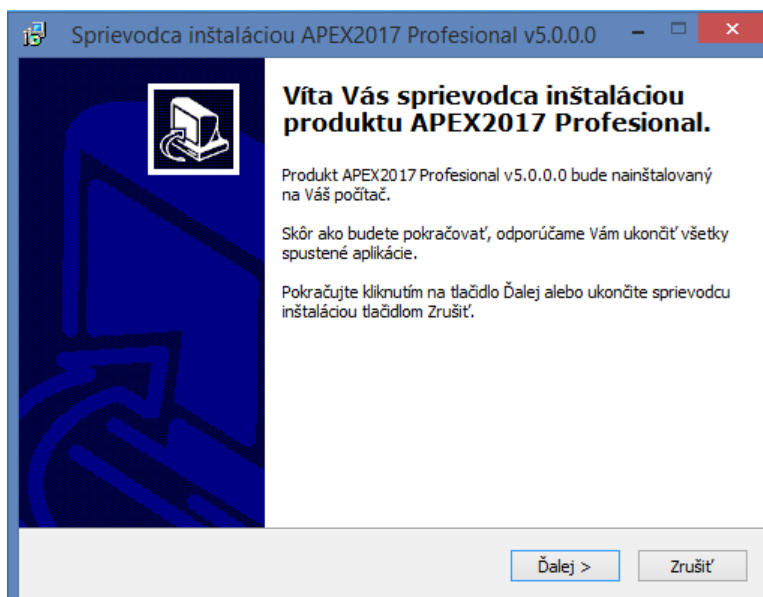 Sprievodca inštaláciou APEX2017 Profesional v5.0.0.0
Víta Vás sprievodca inštaláciou
produktu APEX2017 Profesional.
Produkt APEX2017 Profesional v5.0.0.0 bude nainštalovaný
na Váš počítač.
Skôr ako budete pokračovať, odporúčame Vám ukončiť všetky
spustené aplikácie.
Pokračujte kliknutím na tlačidlo Ďalej alebo ukončite sprievodcu
inštaláciou tlačidlom Zrušiť.
Ďalej >
Zrušiť